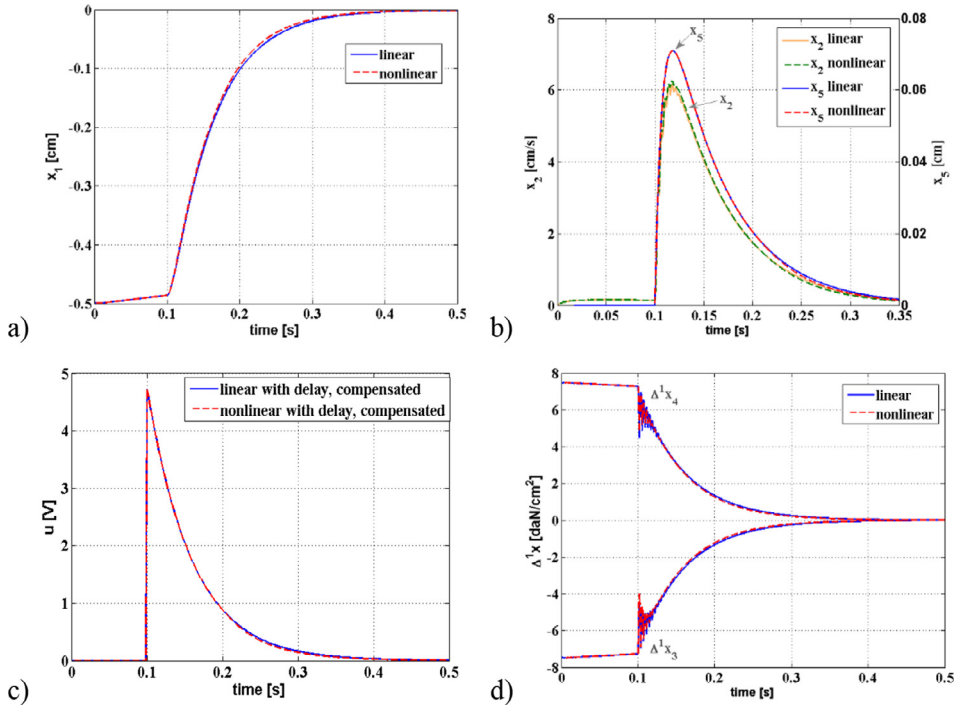 0
-0.1
-0.2
-0.3
-0.4
-0.5
x1 [cm]
linear
nonlinear
0 0.1 0.2 0.3 0.4 0.5
time [s]
a)
8
6
4
2
0
x2 [cm/s]
x5
x2
x2 linear
x2 nonlinear
x5 linear
x5 nonlinear
0.08
0.06
0.04
0.02
0
x5 [cm]
0 0.05 0.1 0.15 0.2 0.25 0.3 0.35
time [s]
b)
5
4
3
2
1
0
u [V]
linear with delay, compensated
nonlinear with delay, compensated
0 0.1 0.2 0.3 0.4 0.5
time [s]
c)
8
6
4
2
0
-2
-4
-6
-8
Δ¹x [daN/cm²]
Δ¹x4
linear
nonlinear
Δ¹x3
0 0.1 0.2 0.3 0.4 0.5
time [s]
d)